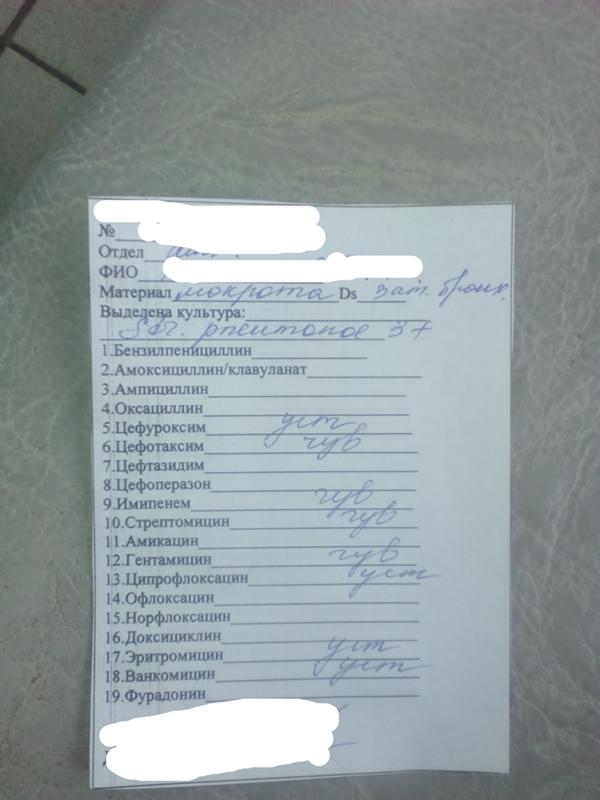 №
Отдел
ФИО
Материал мокрота Ds зат. бронх.
Выделена культура:
Str. pneumoniae 3+
1.Бензилпенициллин
2.Амоксициллин/клавуланат
3.Ампициллин
4.Оксациллин
5.Цефуроксим уст
6.Цефотаксим чув
7.Цефтазидим
8.Цефоперазон
9.Имипенем чув
10.Стрептомицин чув
11.Амикацин
12.Гентамицин чув
13.Ципрофлоксацин уст
14.Офлоксацин
15.Норфлоксацин
16.Доксициклин
17.Эритромицин уст
18.Ванкомицин уст
19.Фурадонин